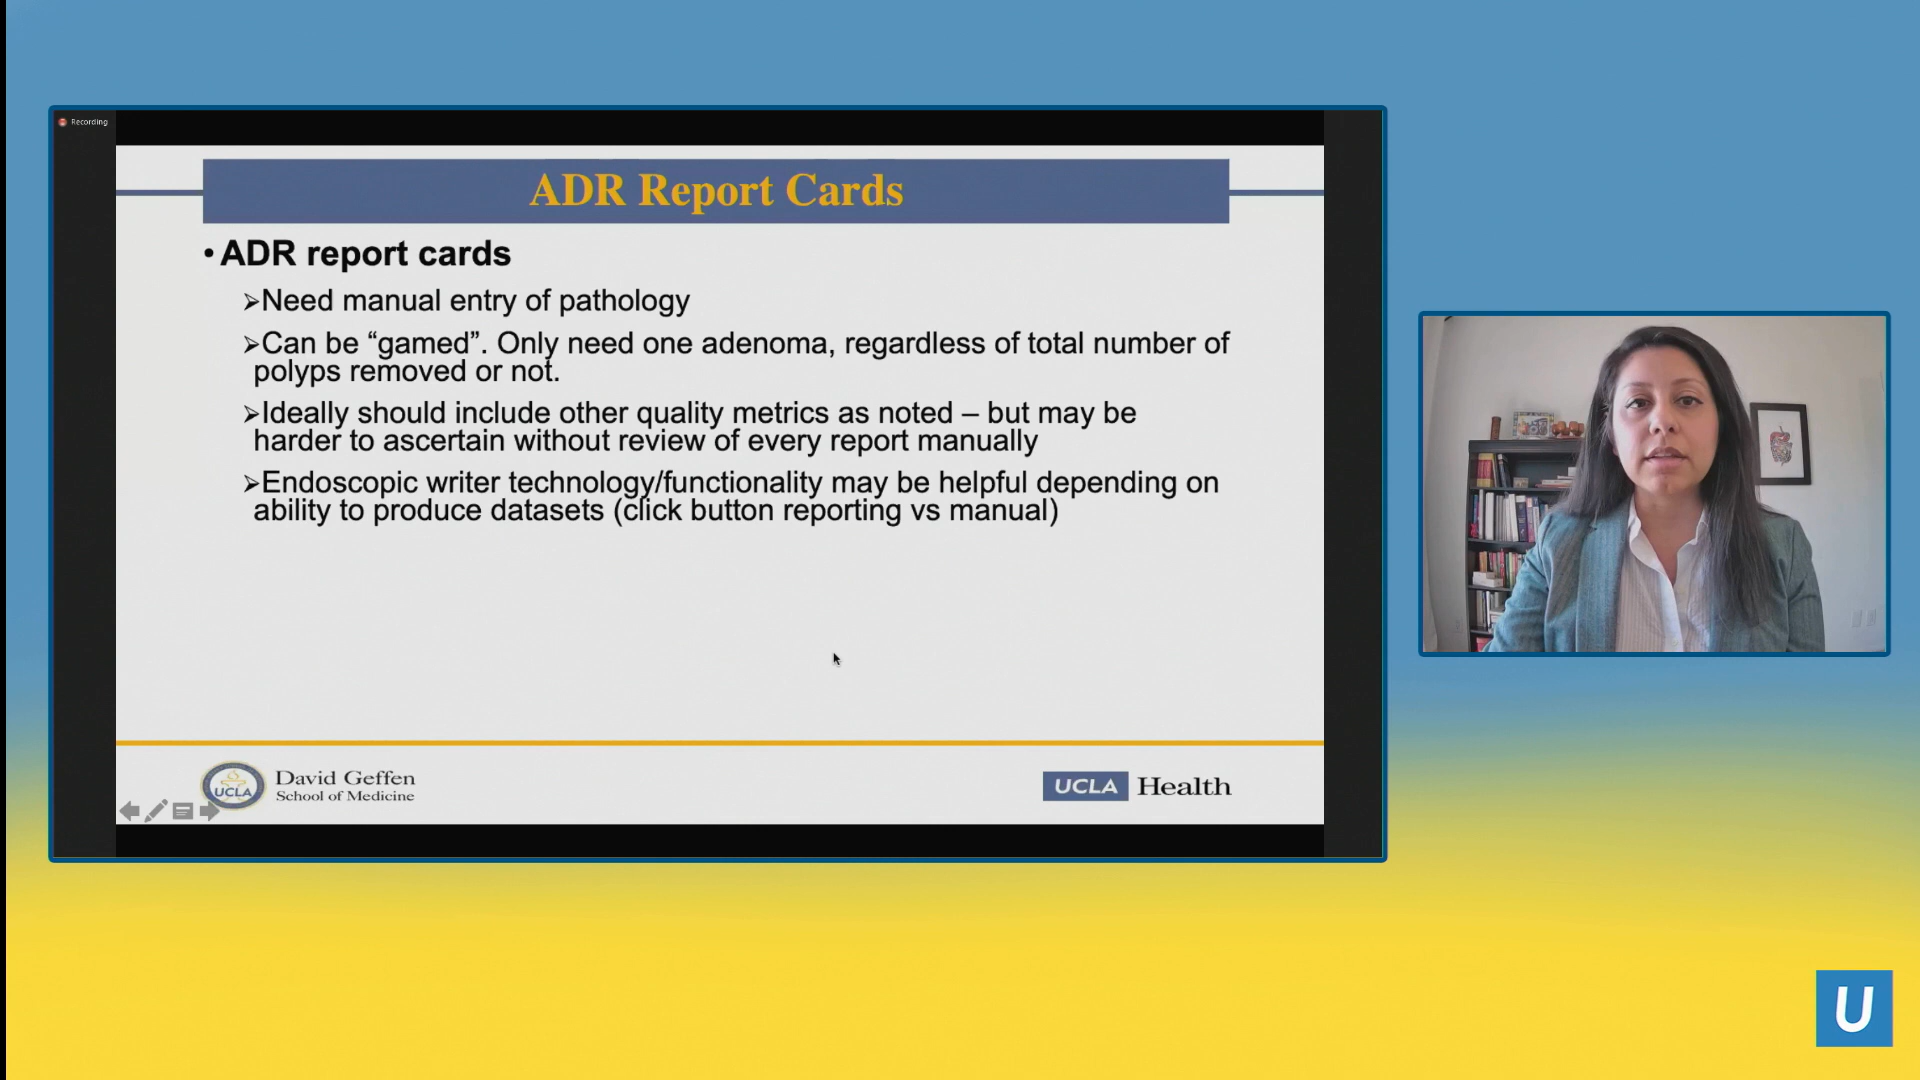 Recording
ADR Report Cards
• ADR report cards
➢Need manual entry of pathology
➢Can be “gamed”. Only need one adenoma, regardless of total number of
polyps removed or not.
➢Ideally should include other quality metrics as noted – but may be
harder to ascertain without review of every report manually
➢Endoscopic writer technology/functionality may be helpful depending on
ability to produce datasets (click button reporting vs manual)
UCLA
David Geffen
School of Medicine
UCLA Health
U